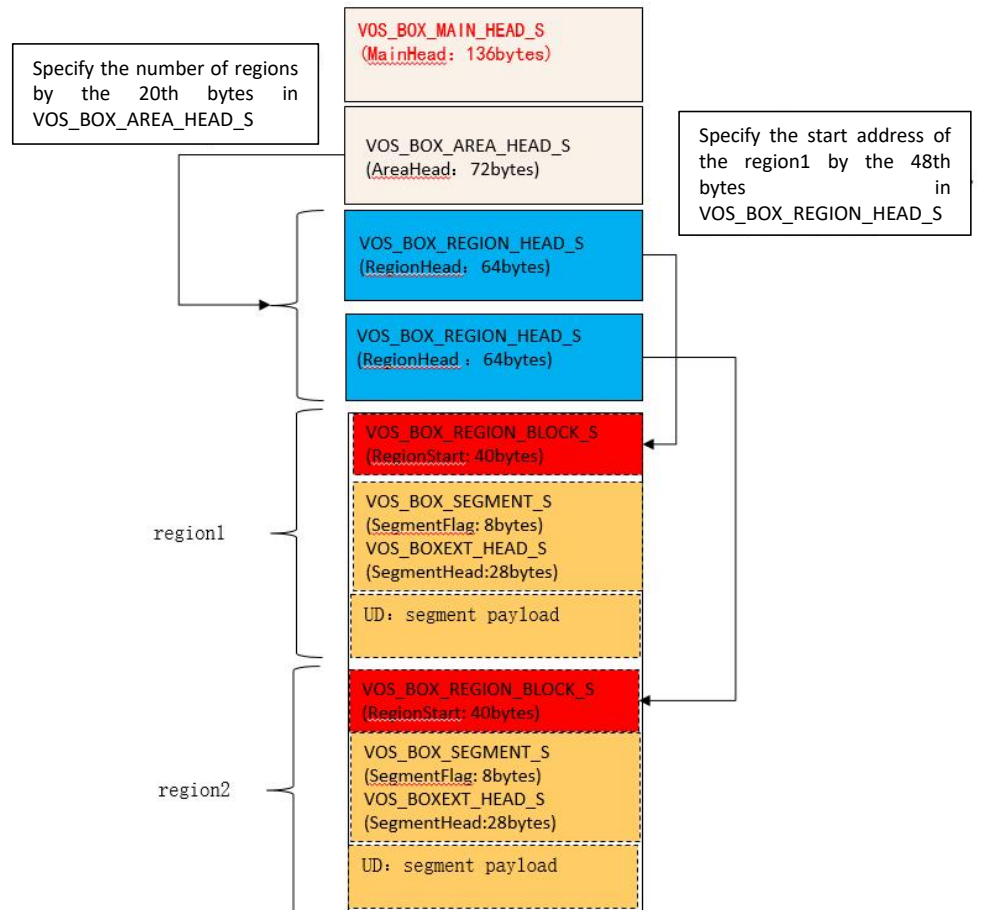 VOS_BOX_MAIN_HEAD_S
(MainHead：136bytes)
Specify the number of regions
by the 20th bytes in
VOS_BOX_AREA_HEAD_S
VOS_BOX_AREA_HEAD_S
(AreaHead：72bytes)
Specify the start address of
the region1 by the 48th
bytes in
VOS_BOX_REGION_HEAD_S
VOS_BOX_REGION_HEAD_S
(RegionHead：64bytes)
VOS_BOX_REGION_HEAD_S
(RegionHead：64bytes)
region1
VOS_BOX_REGION_BLOCK_S
(RegionStart: 40bytes)
VOS_BOX_SEGMENT_S
(SegmentFlag: 8bytes)
VOS_BOXEXT_HEAD_S
(SegmentHead:28bytes)
UD：segment payload
region2
VOS_BOX_REGION_BLOCK_S
(RegionStart: 40bytes)
VOS_BOX_SEGMENT_S
(SegmentFlag: 8bytes)
VOS_BOXEXT_HEAD_S
(SegmentHead:28bytes)
UD：segment payload